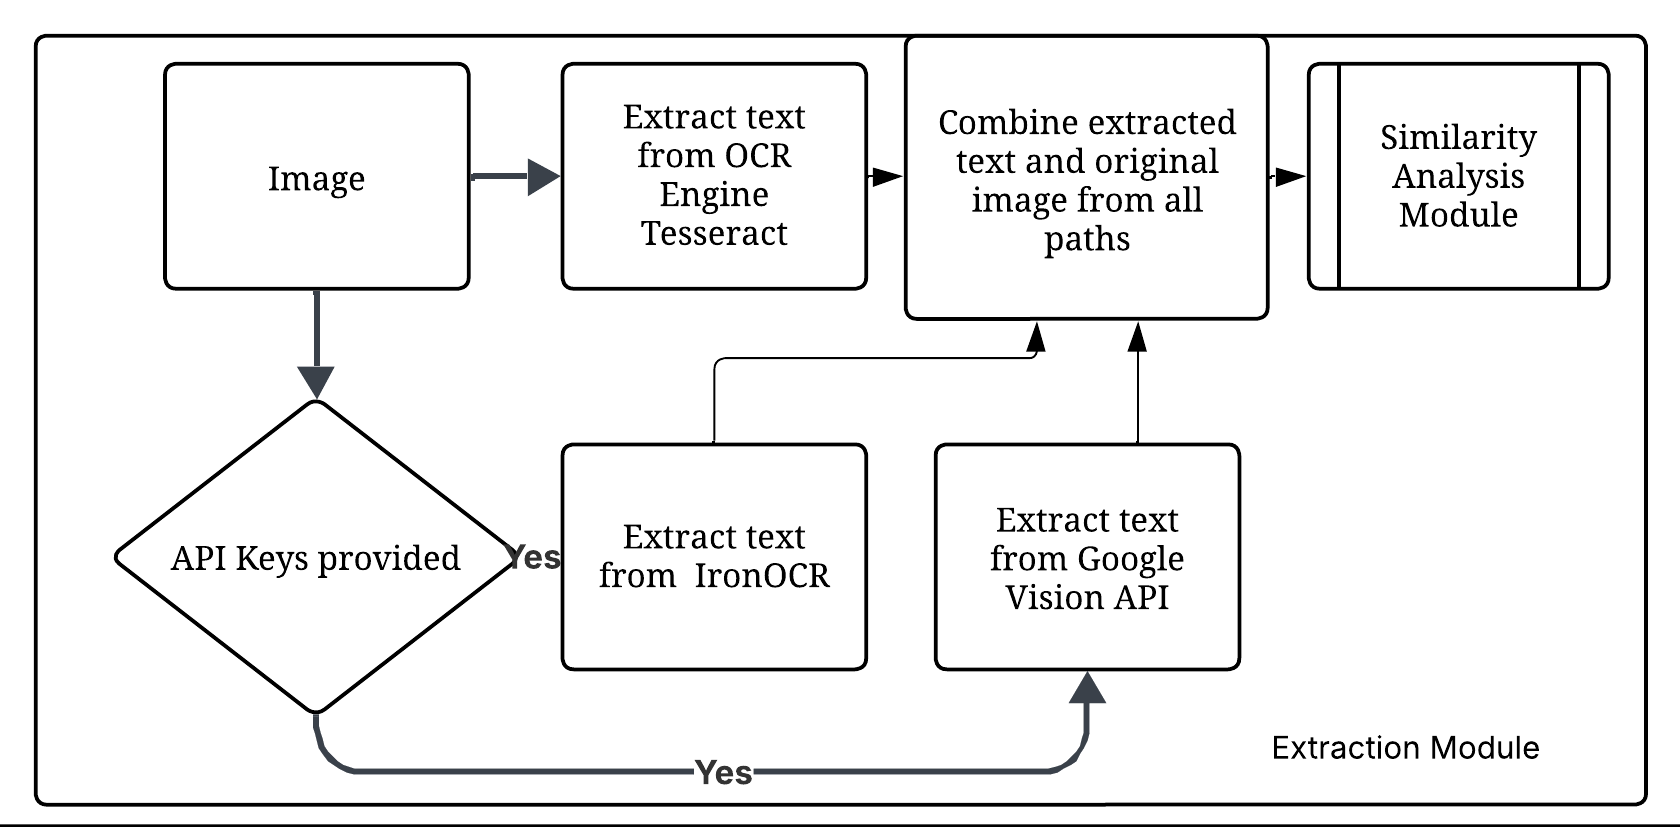 Image
Extract text
from OCR
Engine
Tesseract
Combine extracted
text and original
image from all
paths
Similarity
Analysis
Module
API Keys provided
Yes
Extract text
from  IronOCR
Extract text
from Google
Vision API
Yes
Extraction Module